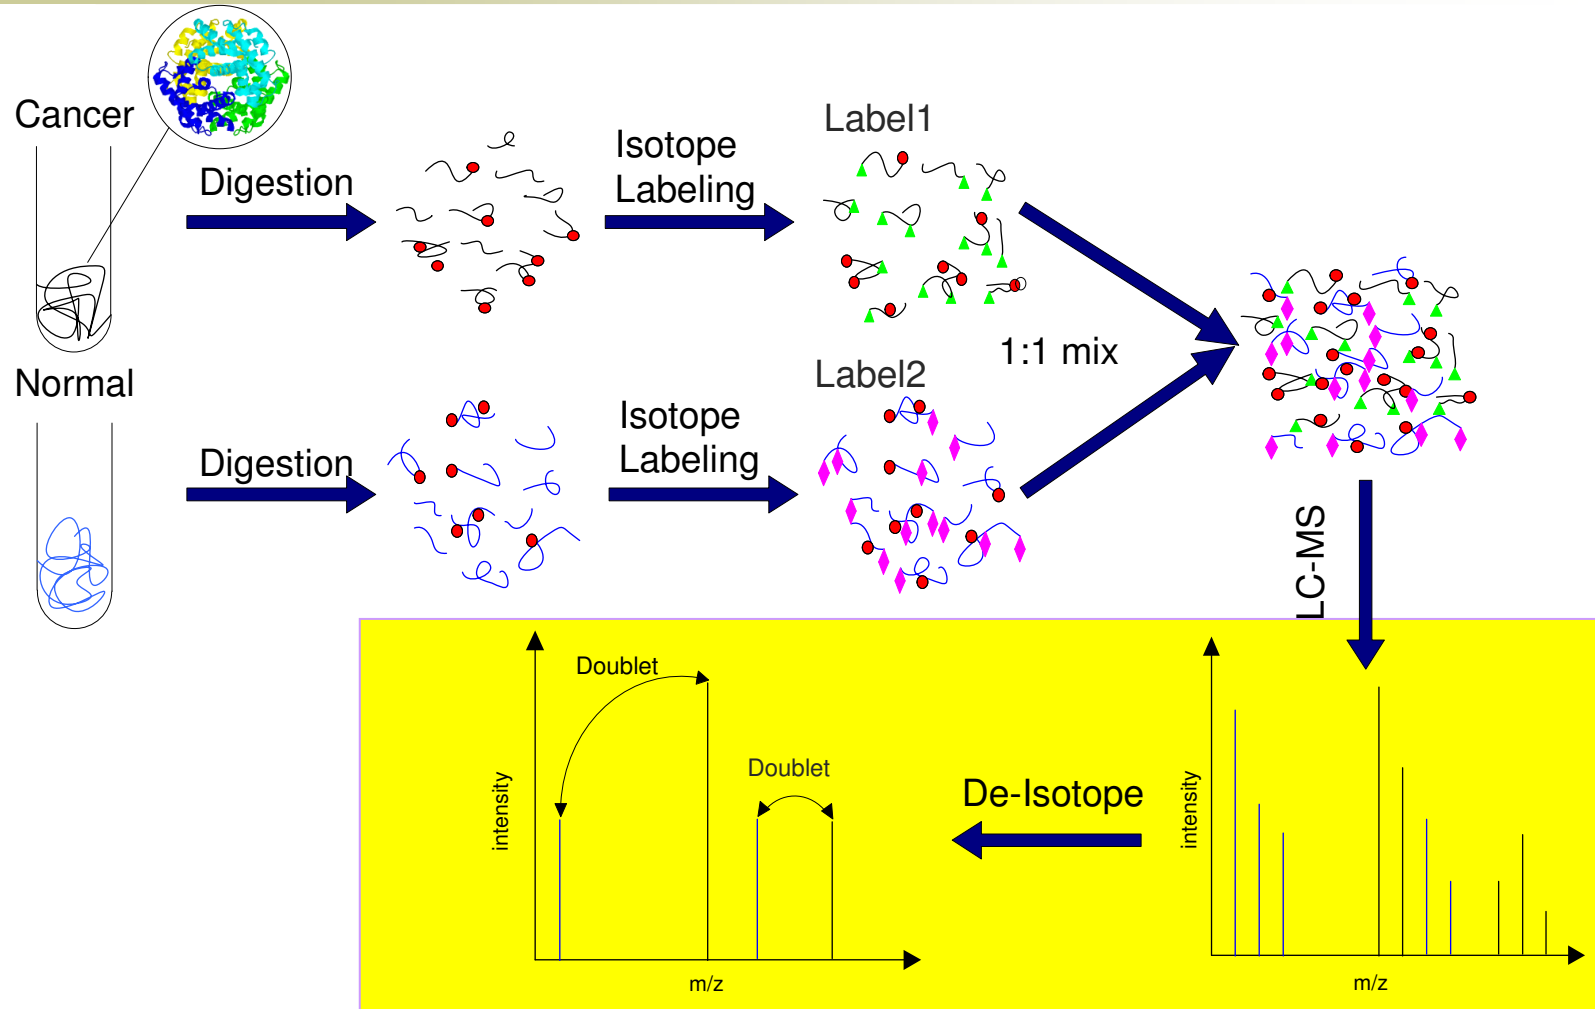 Cancer
Digestion
Isotope
Labeling
Label1
1:1 mix
Normal
Digestion
Isotope
Labeling
Label2
LC-MS
Doublet
Doublet
intensity
m/z
De-Isotope
intensity
m/z